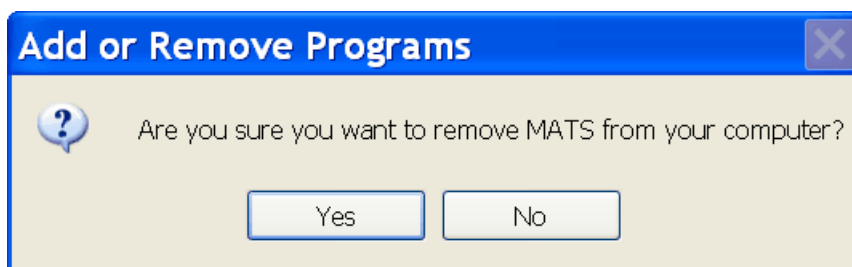 Add or Remove Programs
Are you sure you want to remove MATS from your computer?
Yes No